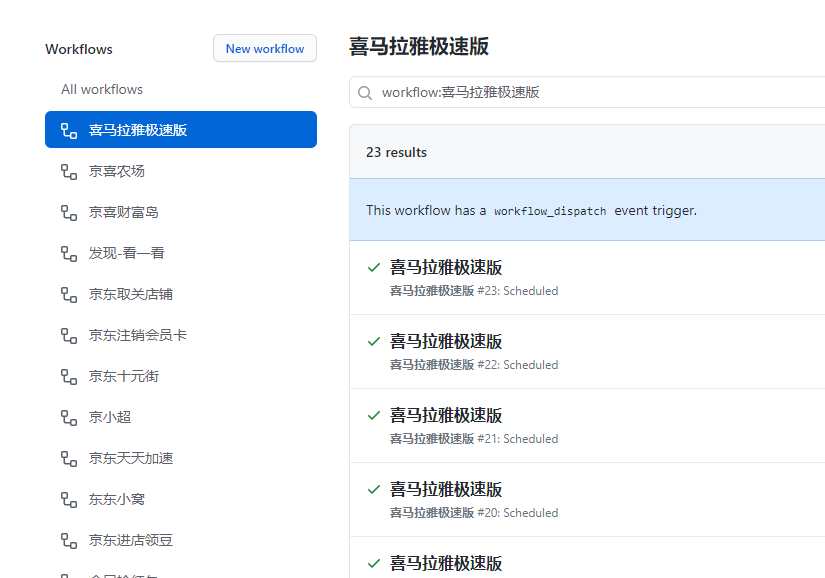 Workflows
New workflow
All workflows
喜马拉雅极速版
京喜农场
京喜财富岛
发现-看一看
京东取关店铺
京东注销会员卡
京东十元街
京小超
京东天天加速
东东小窝
京东进店领豆
喜马拉雅极速版
workflow:喜马拉雅极速版
23 results
This workflow has a workflow_dispatch event trigger.
喜马拉雅极速版
喜马拉雅极速版 #23: Scheduled
喜马拉雅极速版
喜马拉雅极速版 #22: Scheduled
喜马拉雅极速版
喜马拉雅极速版 #21: Scheduled
喜马拉雅极速版
喜马拉雅极速版 #20: Scheduled
喜马拉雅极速版